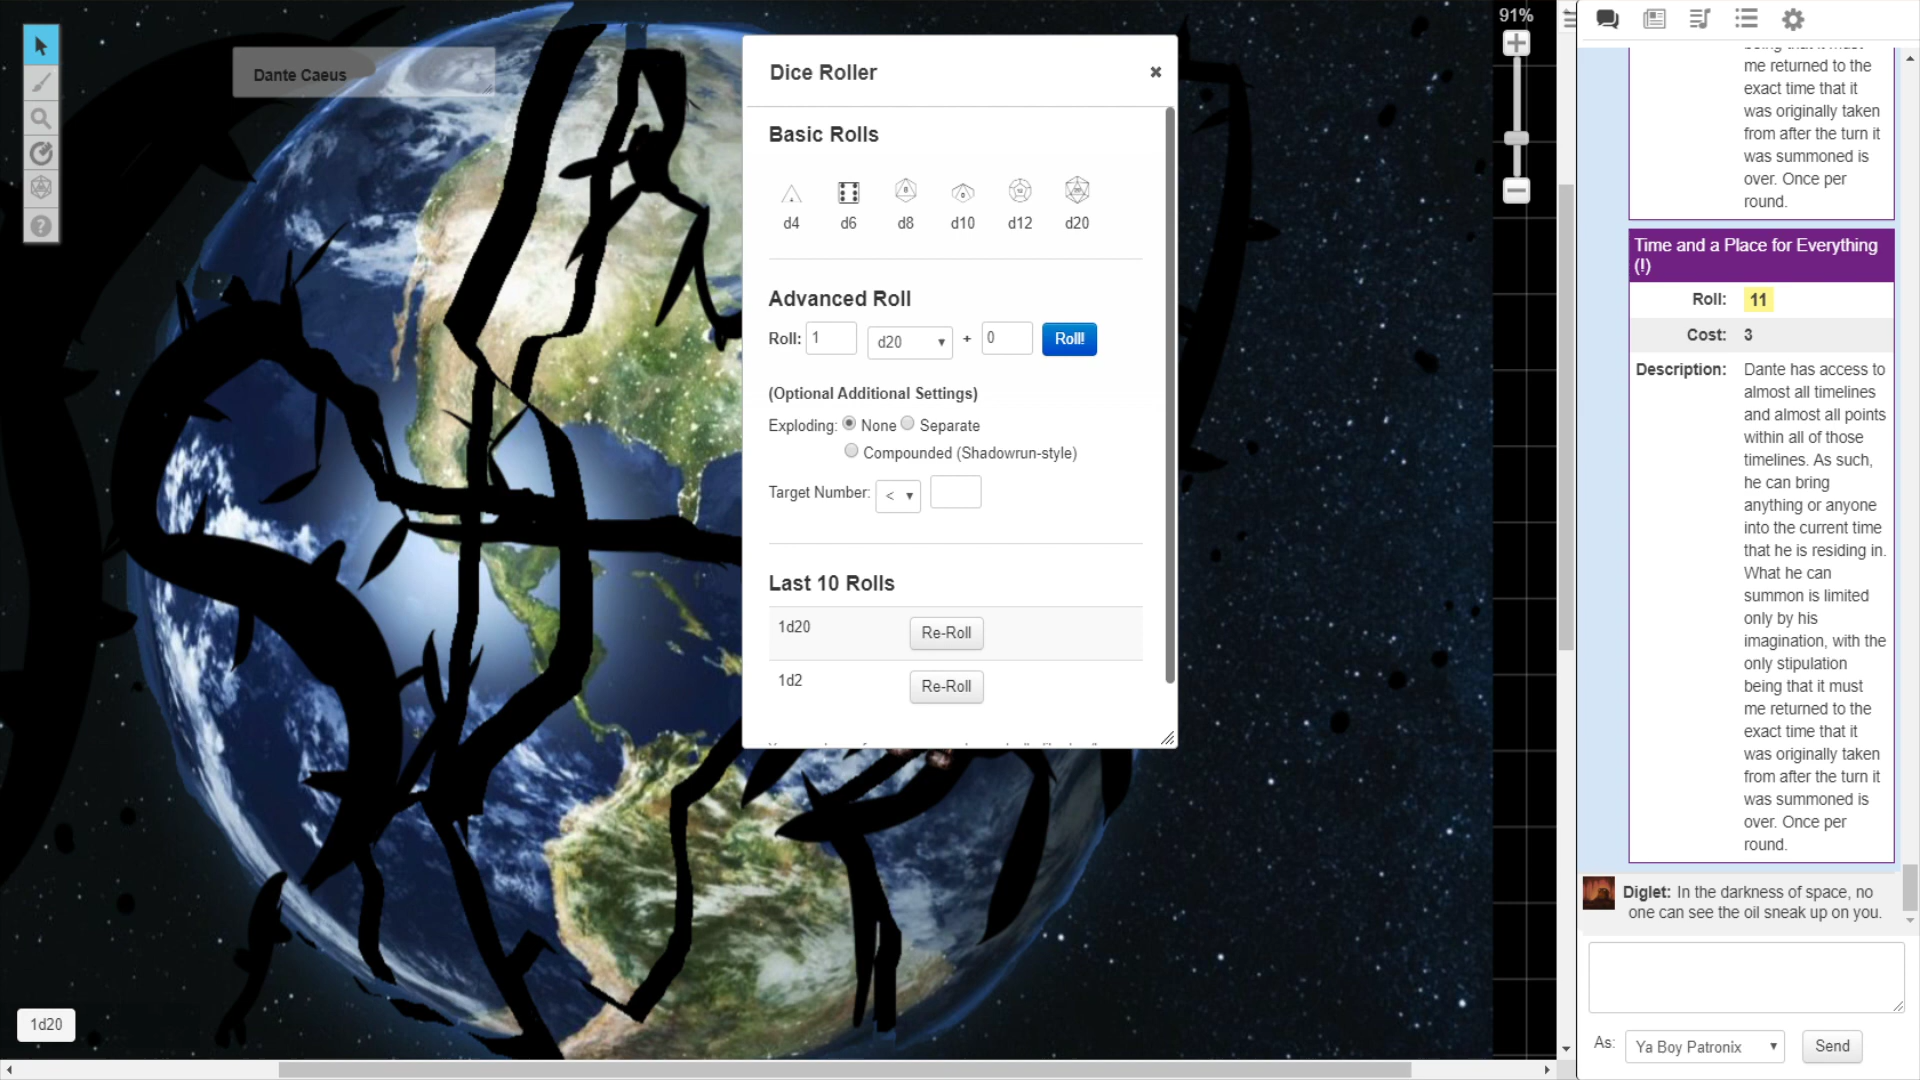 Dante Caeus
1d20
Dice Roller
Basic Rolls
d4 d6 d8 d10 d12 d20
Advanced Roll
Roll: 1 d20 + 0 Roll!
(Optional Additional Settings)
Exploding: None Separate
Compounded (Shadowrun-style)
Target Number: <
Last 10 Rolls
1d20 Re-Roll
1d2 Re-Roll
91%
me returned to the
exact time that it
was originally taken
from after the turn it
was summoned is
over. Once per
round.
Time and a Place for Everything
(!)
Roll: 11
Cost: 3
Description: Dante has access to
almost all timelines
and almost all points
within all of those
timelines. As such,
he can bring
anything or anyone
into the current time
that he is residing in.
What he can
summon is limited
only by his
imagination, with the
only stipulation
being that it must
me returned to the
exact time that it
was originally taken
from after the turn it
was summoned is
over. Once per
round.
Diglet: In the darkness of space, no
one can see the oil sneak up on you.
As: Ya Boy Patronix Send